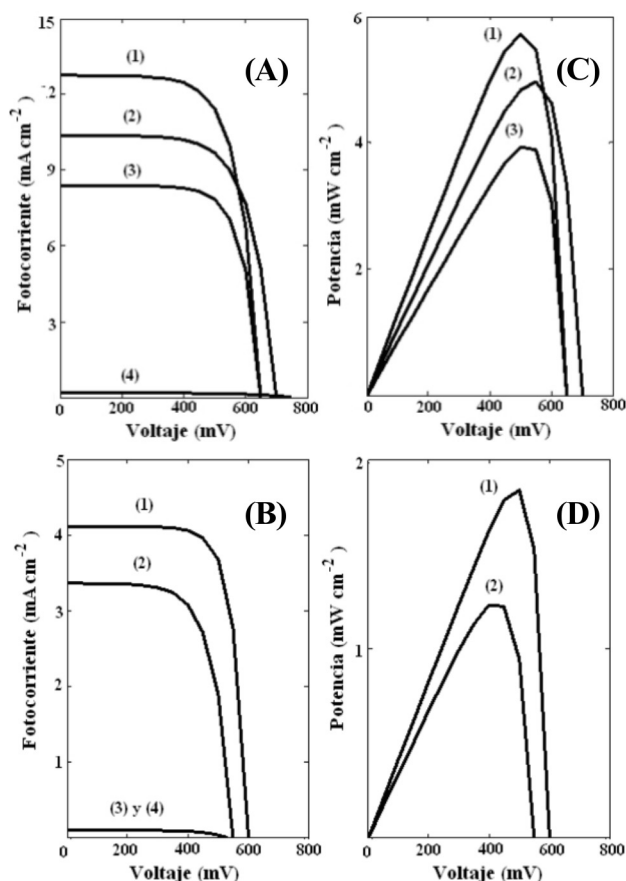 15
12
9
6
3
0 200 400 600 800
Voltaje (mV)
Fotocorriente (mA cm⁻²)
(1)
(2)
(3)
(4)
(A)
6
4
2
0 200 400 600 800
Voltaje (mV)
Potencia (mW cm⁻²)
(1)
(2)
(3)
(C)
5
4
3
2
1
0 200 400 600 800
Voltaje (mV)
Fotocorriente (mA cm⁻²)
(1)
(2)
(3) y (4)
(B)
2
1
0 200 400 600 800
Voltaje (mV)
Potencia (mW cm⁻²)
(1)
(2)
(D)